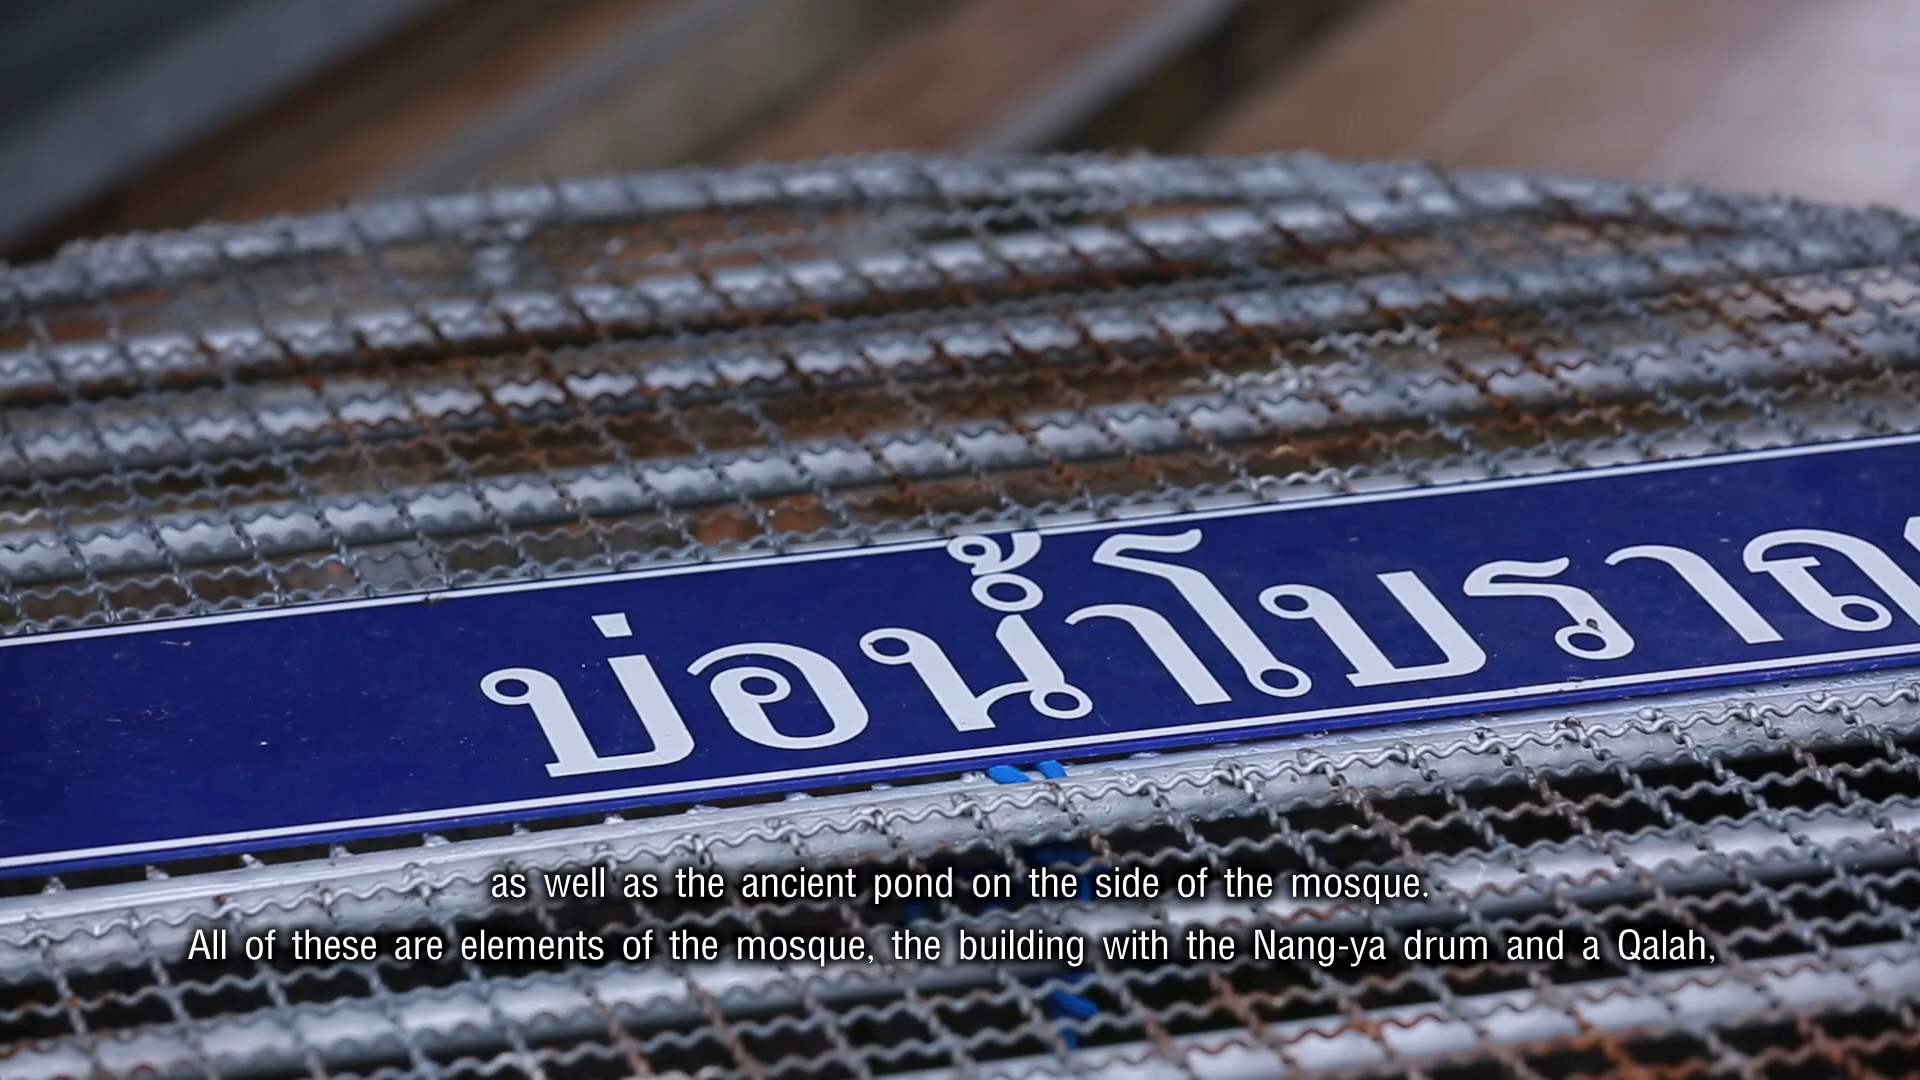 บ่อน้ำโบราณ
as well as the ancient pond on the side of the mosque.
All of these are elements of the mosque, the building with the Nang-ya drum and a Qalah,